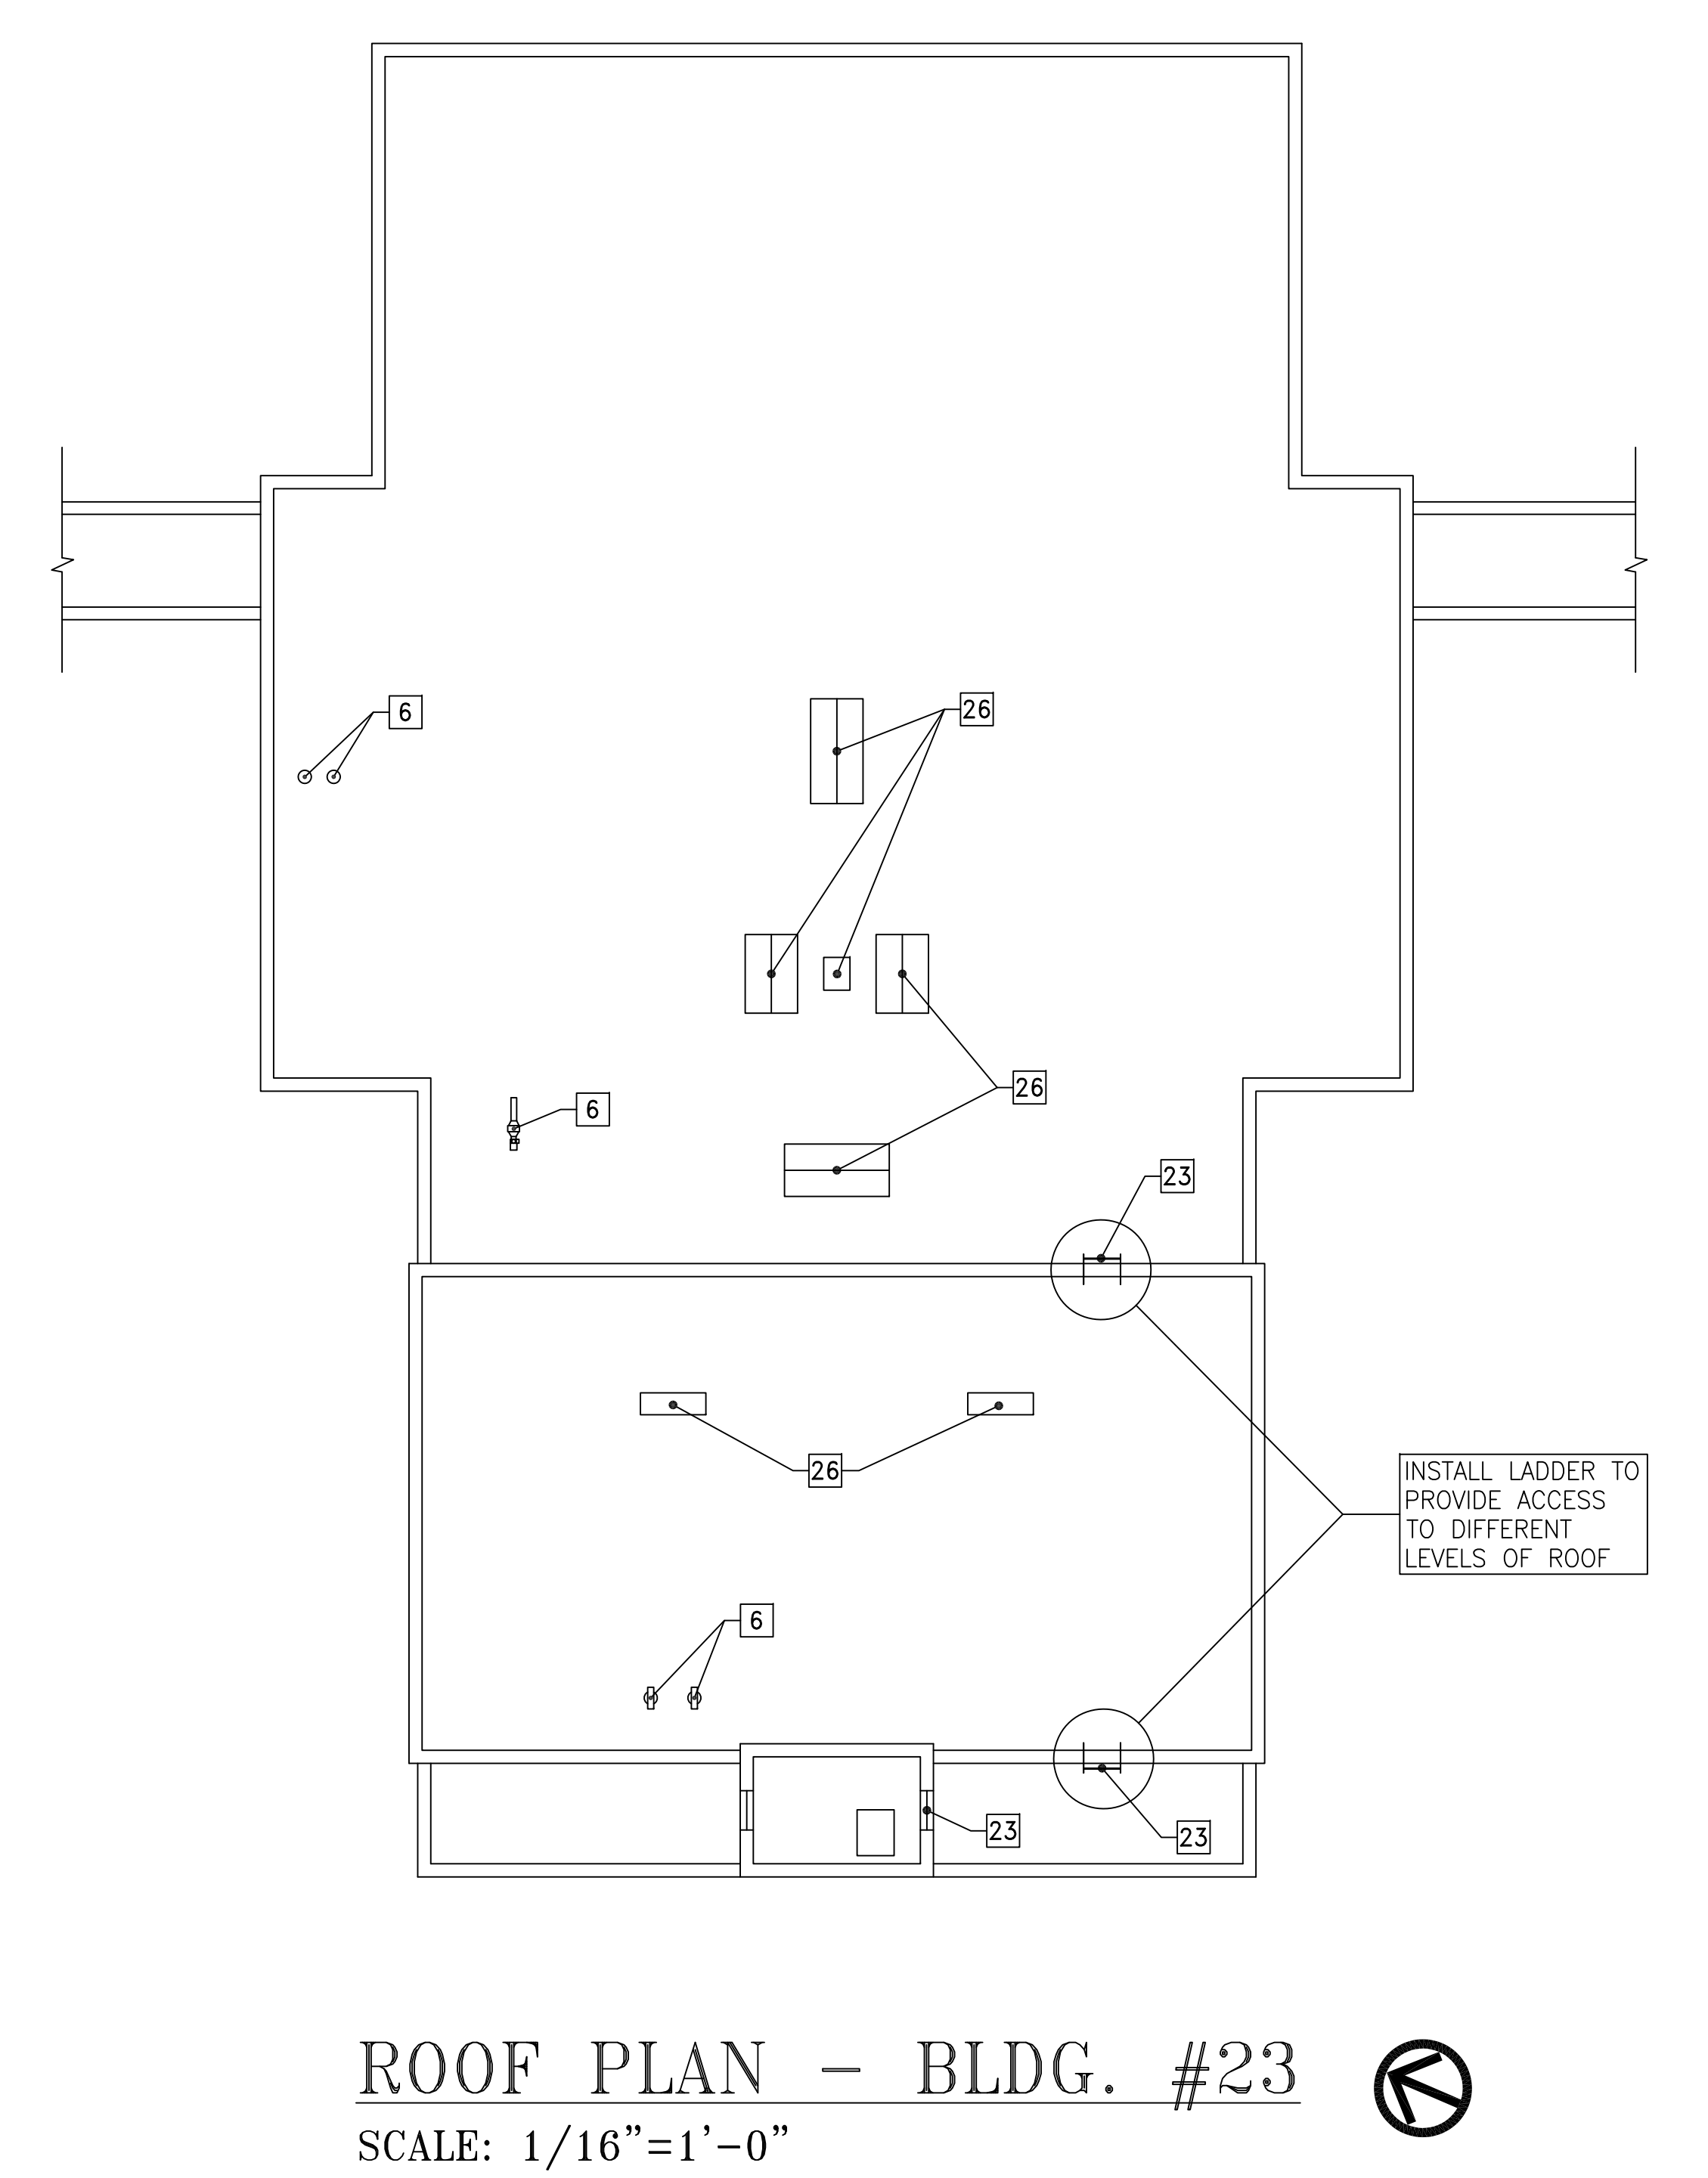 26
6
26
6
23
26
INSTALL LADDER TO
PROVIDE ACCESS
TO DIFFERENT
LEVELS OF ROOF
6
23
23
ROOF PLAN - BLDG. #23
SCALE: 1/16"=1'-0"